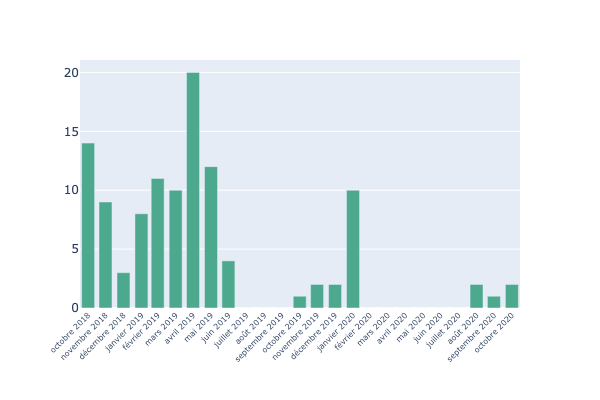 20
15
10
5
0
octobre 2018
novembre 2018
décembre 2018
janvier 2019
février 2019
mars 2019
avril 2019
mai 2019
juin 2019
juillet 2019
août 2019
septembre 2019
octobre 2019
novembre 2019
décembre 2019
janvier 2020
février 2020
mars 2020
avril 2020
mai 2020
juin 2020
juillet 2020
août 2020
septembre 2020
octobre 2020